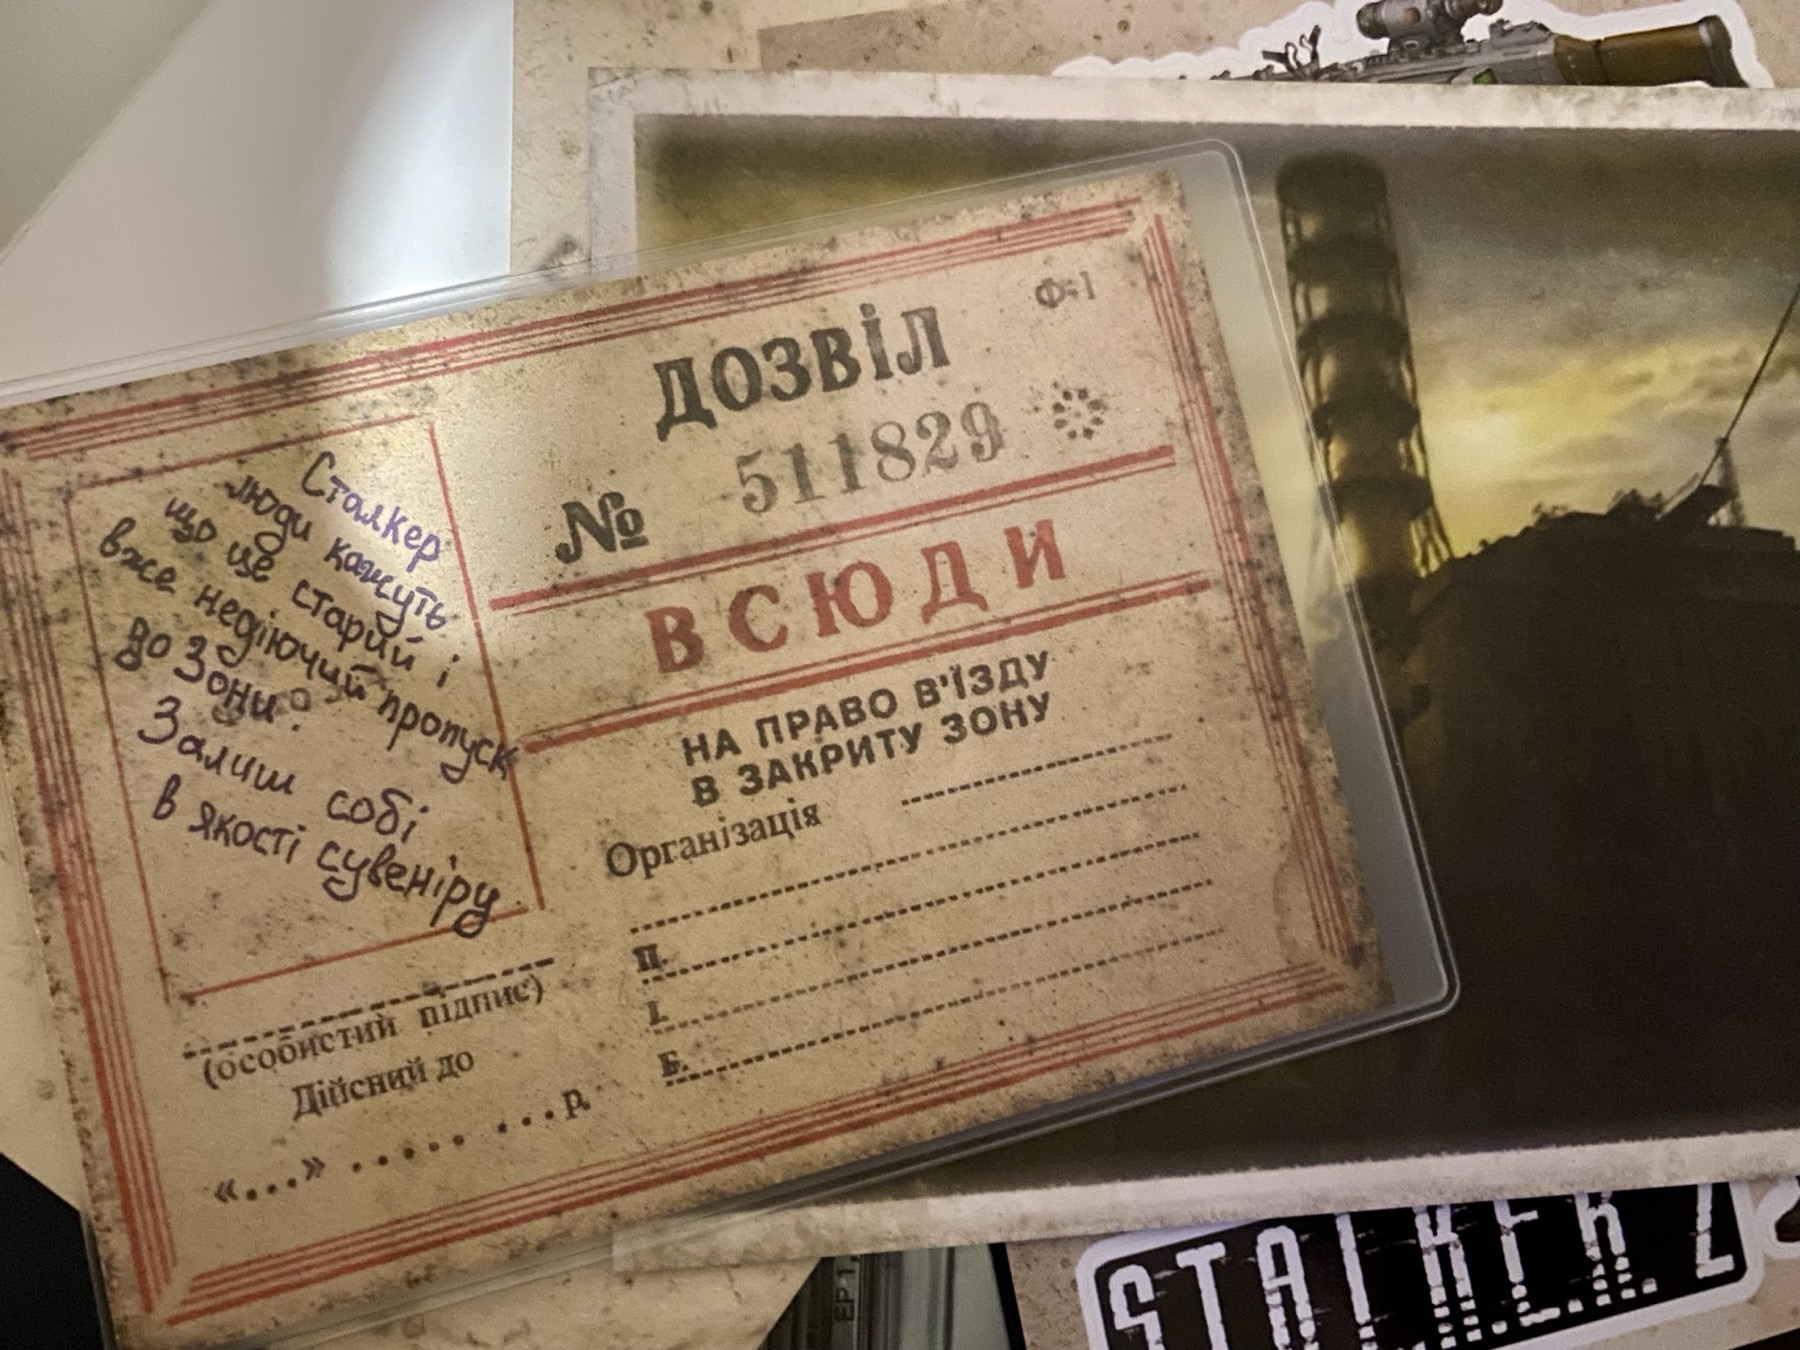 Ф-1
ДОЗВІЛ
№ 511829
ВСЮДИ
НА ПРАВО В'ЇЗДУ
В ЗАКРИТУ ЗОНУ
Організація
П.
І.
Б.
Сталкер
люди кажуть
що це старий і
вже недіючий пропуск
до Зони.
Залиш собі
в якості сувеніру
(особистий підпис)
Дійсний до
«...» ...... ...р.
S.T.A.L.K.E.R. 2